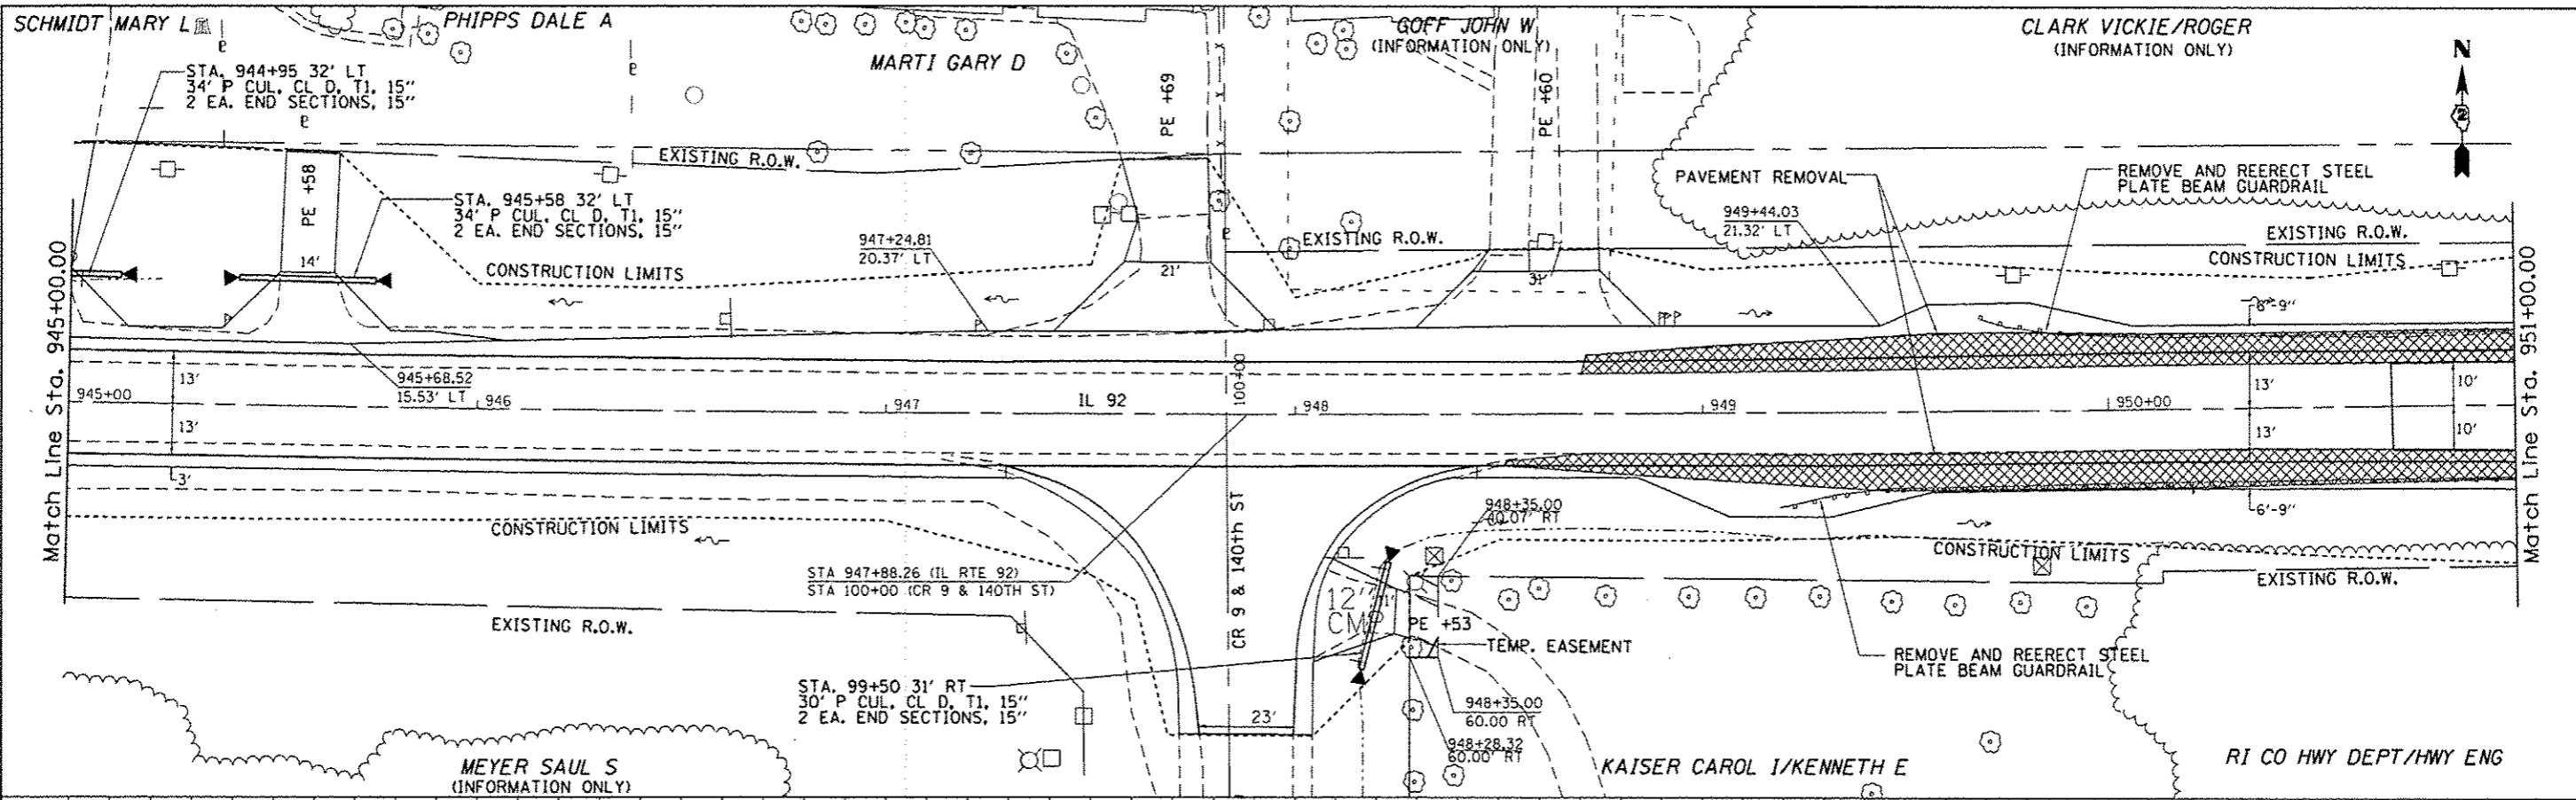 SCHMIDT MARY L
PHIPPS DALE A
MARTI GARY D
GOFF JOHN W
(INFORMATION ONLY)
CLARK VICKIE/ROGER
(INFORMATION ONLY)
N
2
STA. 944+95 32' LT
34' P CUL, CL D, T1, 15"
2 EA. END SECTIONS, 15"
PE +69
PE +60
EXISTING R.O.W.
PE +58
14'
STA. 945+58 32' LT
34' P CUL, CL D, T1, 15"
2 EA. END SECTIONS, 15"
PAVEMENT REMOVAL
REMOVE AND REERECT STEEL
PLATE BEAM GUARDRAIL
949+44.03
21.32' LT
947+24.81
20.37' LT
EXISTING R.O.W.
EXISTING R.O.W.
CONSTRUCTION LIMITS
CONSTRUCTION LIMITS
21'
31'
8'-9"
Match Line Sta. 945+00.00
Match Line Sta. 951+00.00
945+68.52
15.53' LT
13'
13'
3'
945+00
946
947
IL 92
100+00
948
949
950+00
13'
13'
10'
10'
6'-9"
CONSTRUCTION LIMITS
CR 9 & 140th ST
948+35.00
40.07' RT
CONSTRUCTION LIMITS
STA 947+88.26 (IL RTE 92)
STA 100+00 (CR 9 & 140TH ST)
EXISTING R.O.W.
EXISTING R.O.W.
12"
CMP
PE +53
TEMP. EASEMENT
REMOVE AND REERECT STEEL
PLATE BEAM GUARDRAIL
STA. 99+50 31' RT
30' P CUL, CL D, T1, 15"
2 EA. END SECTIONS, 15"
23'
948+35.00
60.00 RT
948+28.32
60.00' RT
MEYER SAUL S
(INFORMATION ONLY)
KAISER CAROL I/KENNETH E
RI CO HWY DEPT/HWY ENG